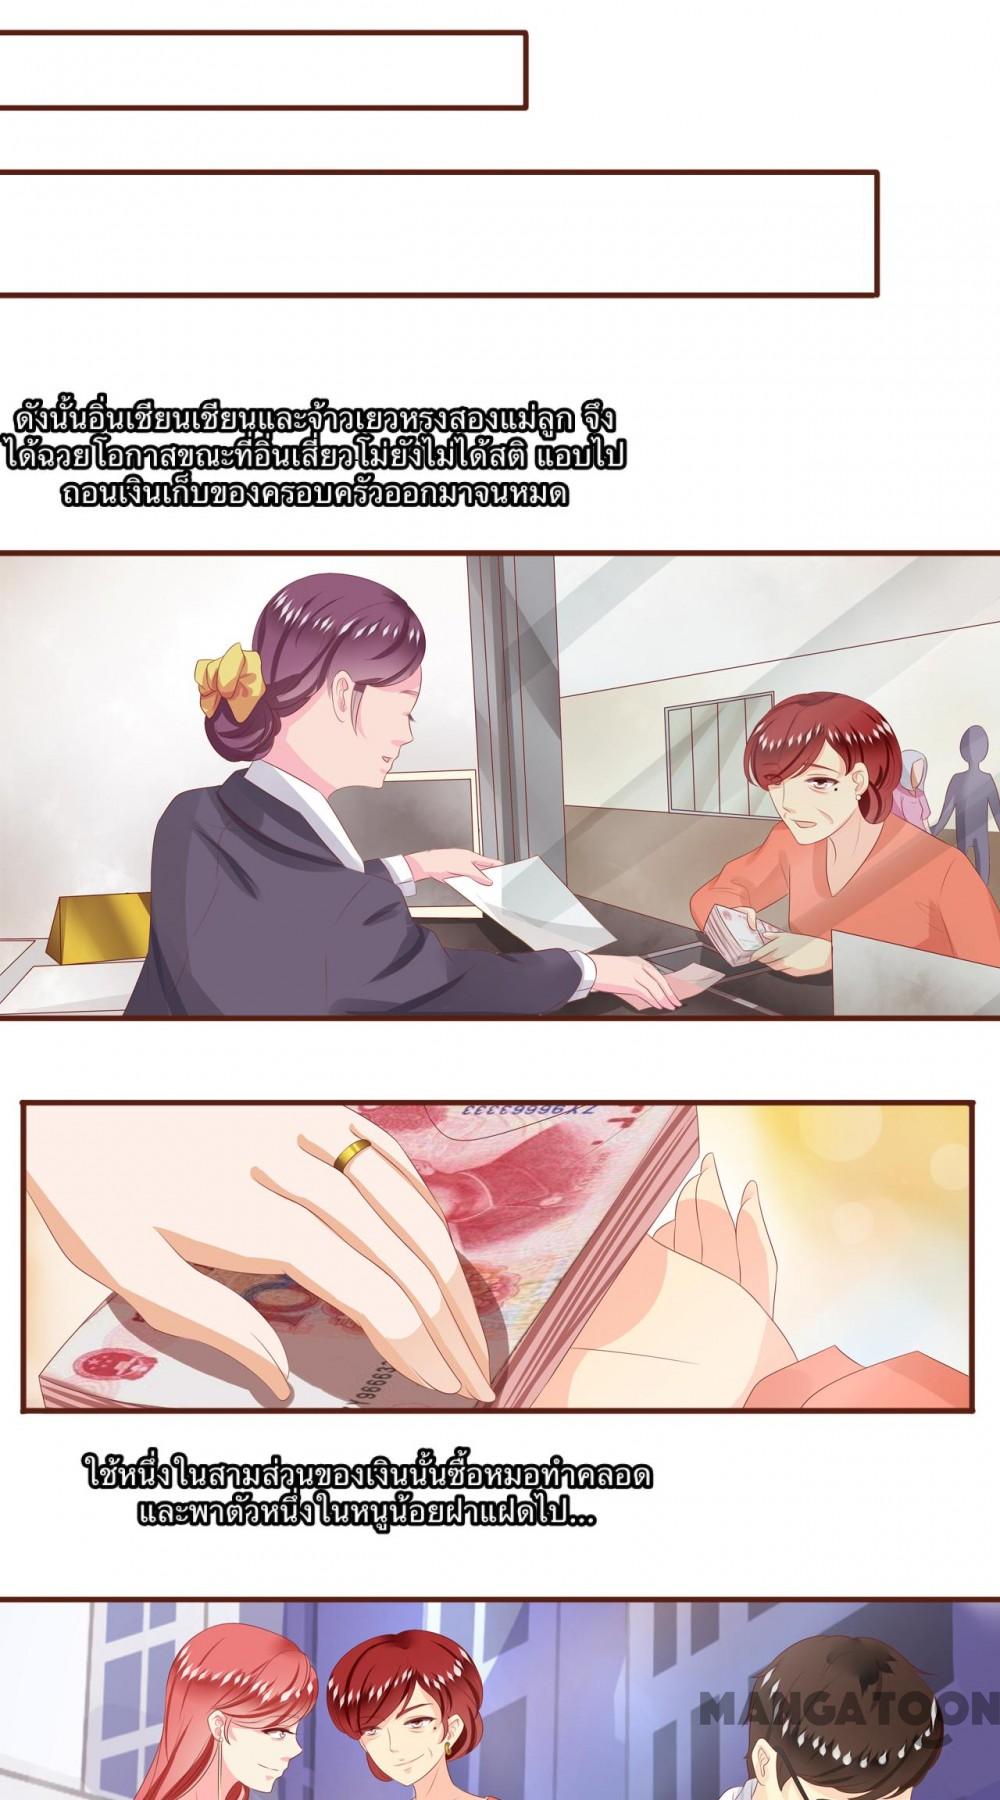 ดังนั้นอิ่นเชียนเชียนและจ้าวเยวหรงสองแม่ลูก จึง
ได้ฉวยโอกาสขณะที่อิ่นเสี่ยวโม่ยังไม่ได้สติ แอบไป
ถอนเงินเก็บของครอบครัวออกมาจนหมด
7Y96663333
Y96663
ใช้หนึ่งในสามส่วนของเงินนั้นซื้อหมอทำคลอด
และพาตัวหนึ่งในหนูน้อยฝาแฝดไป...
MANGATOON